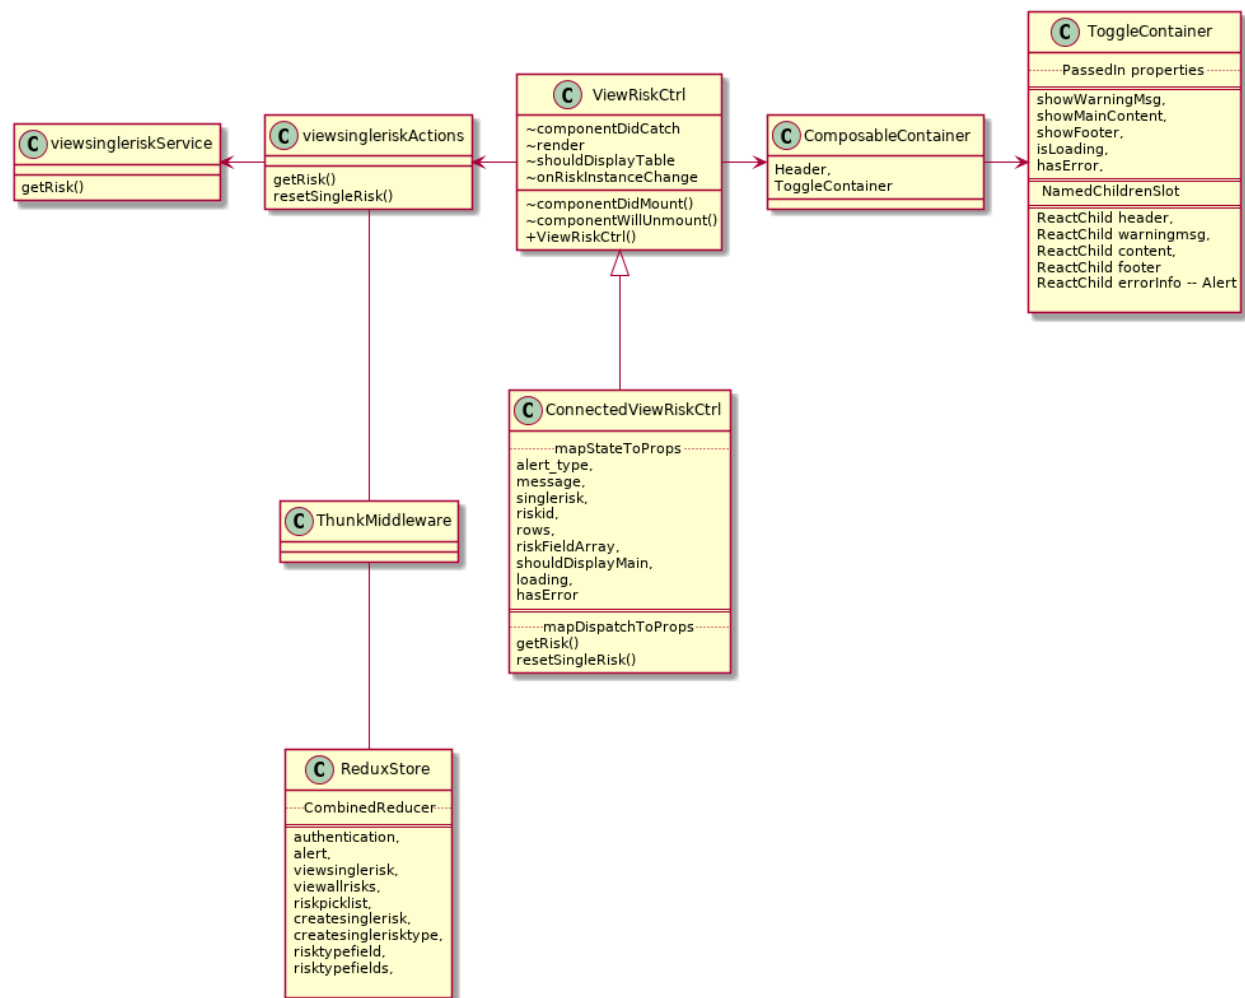 C ToggleContainer
PassedIn properties
showWarningMsg,
showMainContent,
showFooter,
isLoading,
hasError,
NamedChildrenSlot
ReactChild header,
ReactChild warningmsg,
ReactChild content,
ReactChild footer
ReactChild errorInfo -- Alert
C viewsingleriskService
getRisk()
C viewsingleriskActions
getRisk()
resetSingleRisk()
C ViewRiskCtrl
~componentDidCatch
~render
~shouldDisplayTable
~onRiskInstanceChange
~componentDidMount()
~componentWillUnmount()
+ViewRiskCtrl()
C ComposableContainer
Header,
ToggleContainer
C ConnectedViewRiskCtrl
mapStateToProps
alert_type,
message,
singlerisk,
riskid,
rows,
riskFieldArray,
shouldDisplayMain,
loading,
hasError
mapDispatchToProps
getRisk()
resetSingleRisk()
C ThunkMiddleware
C ReduxStore
CombinedReducer
authentication,
alert,
viewsinglerisk,
viewallrisks,
riskpicklist,
createsinglerisk,
createsinglerisktype,
risktypefield,
risktypefields,